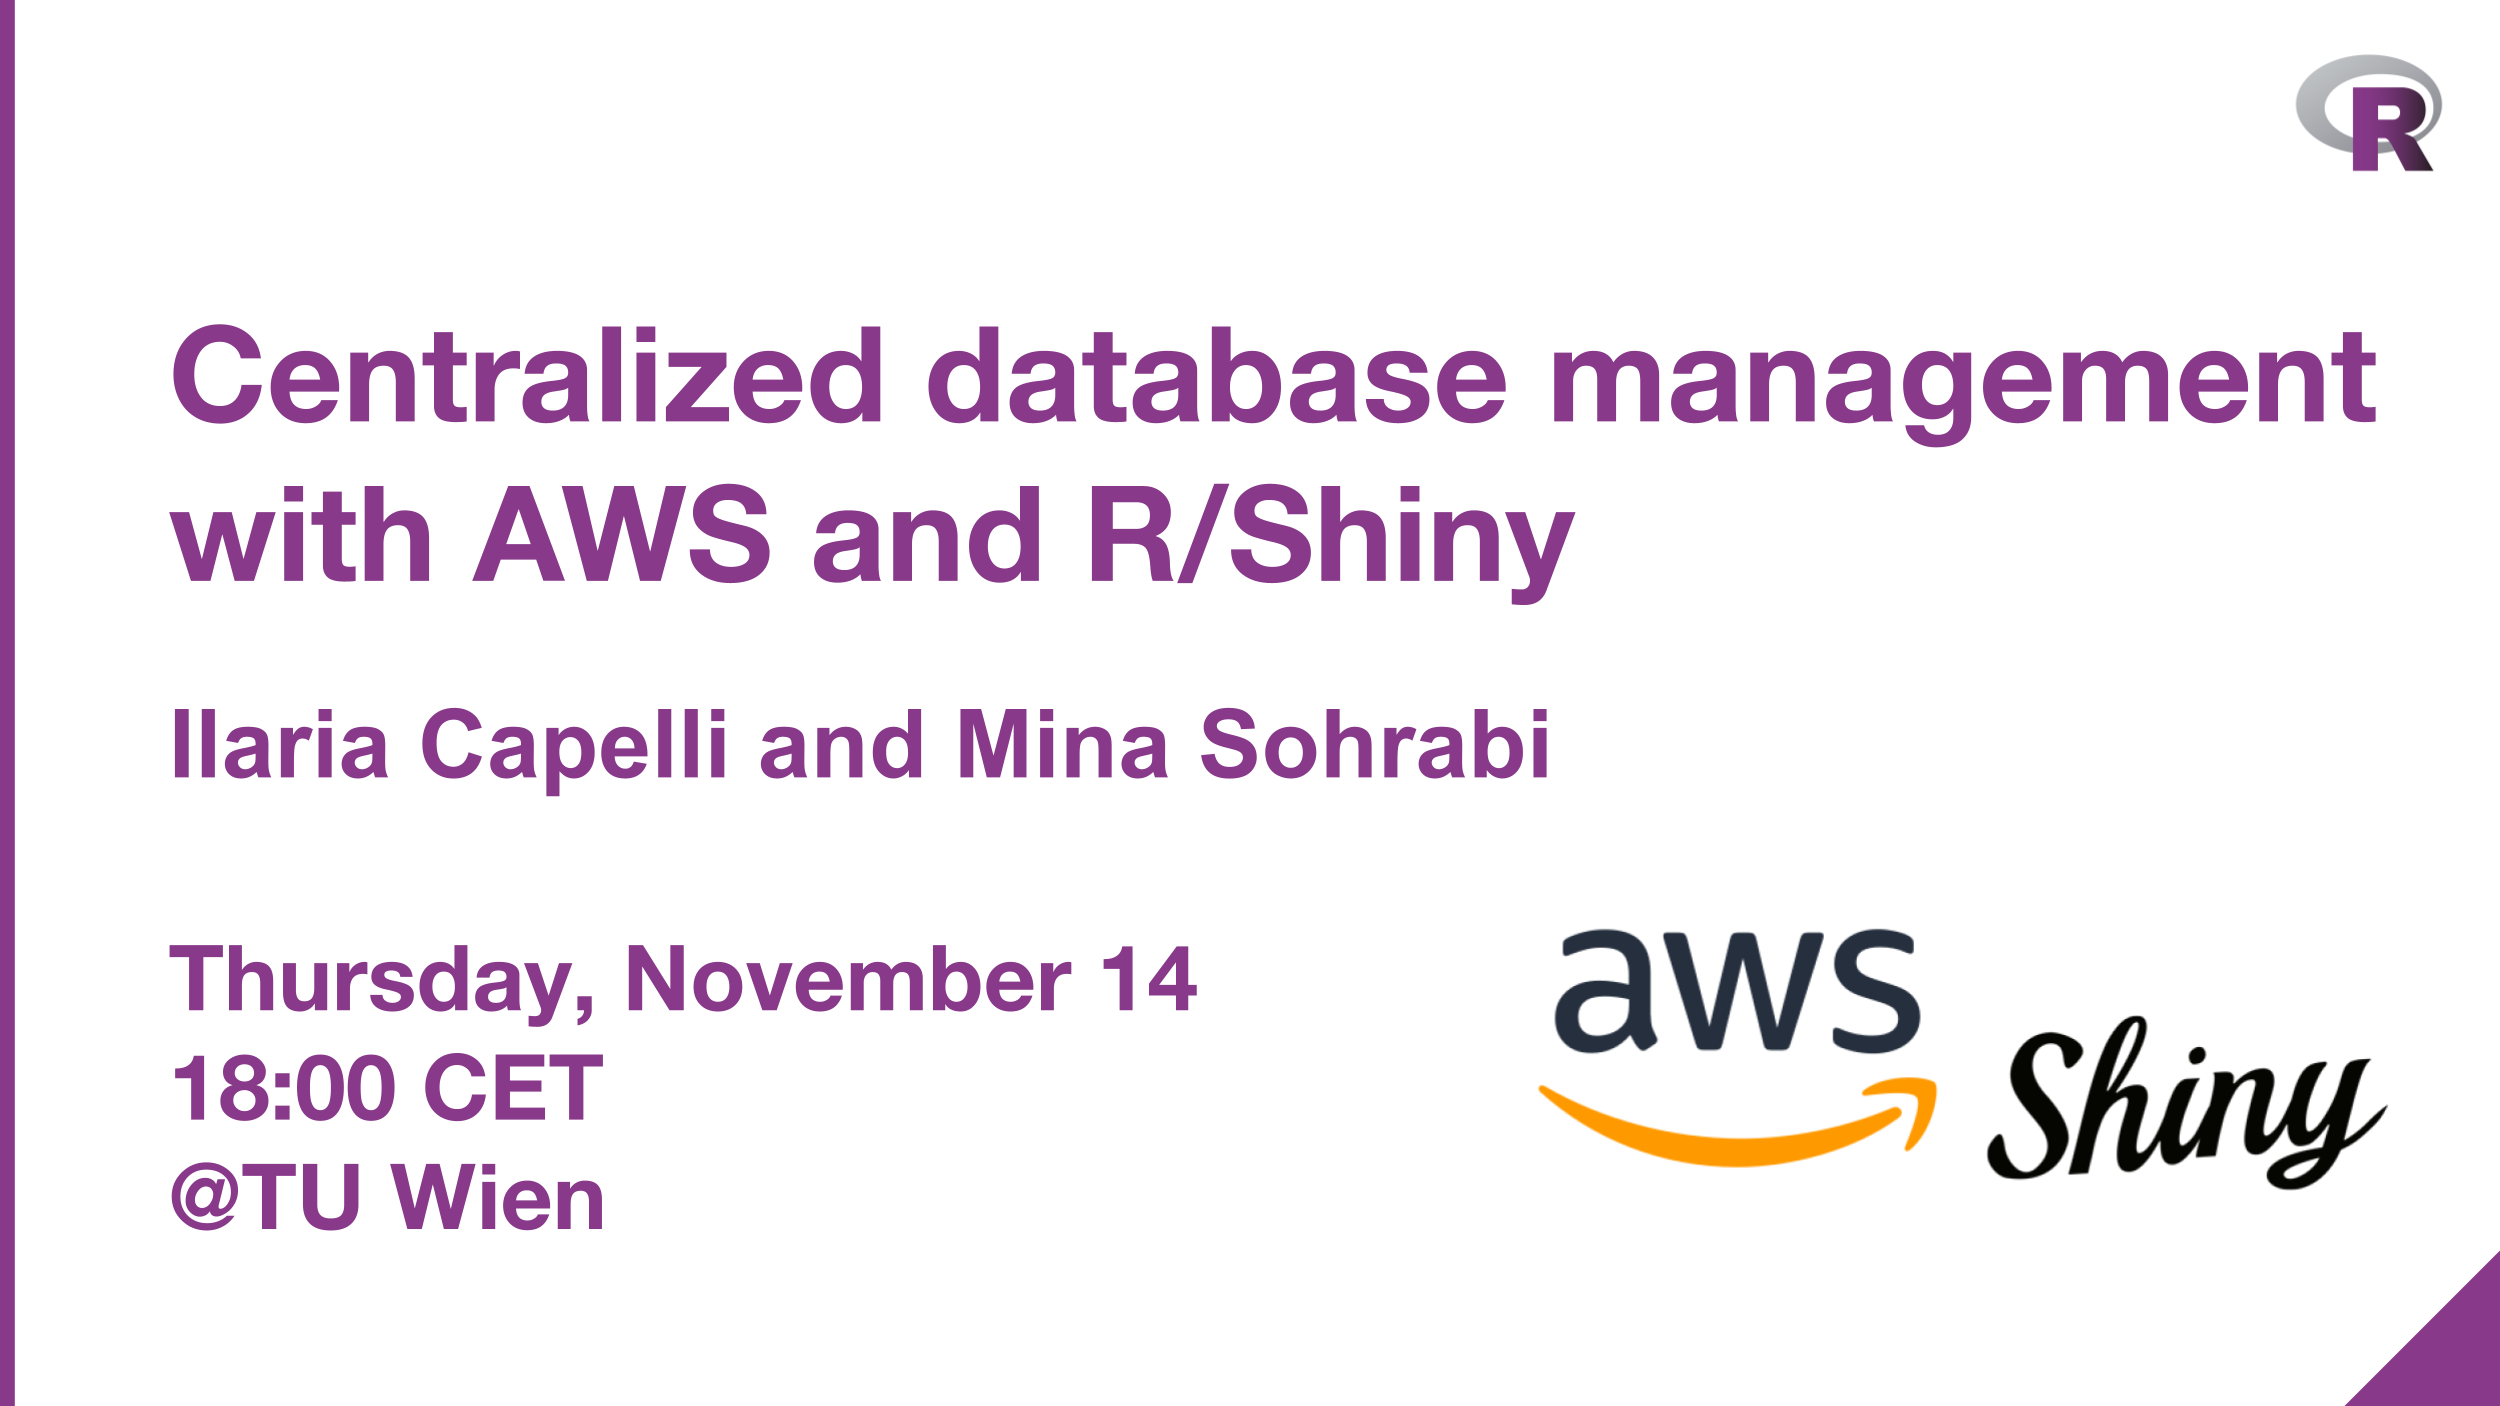 R
Centralized database management
with AWS and R/Shiny
Ilaria Capelli and Mina Sohrabi
Thursday, November 14
18:00 CET
@TU Wien
aws
Shiny